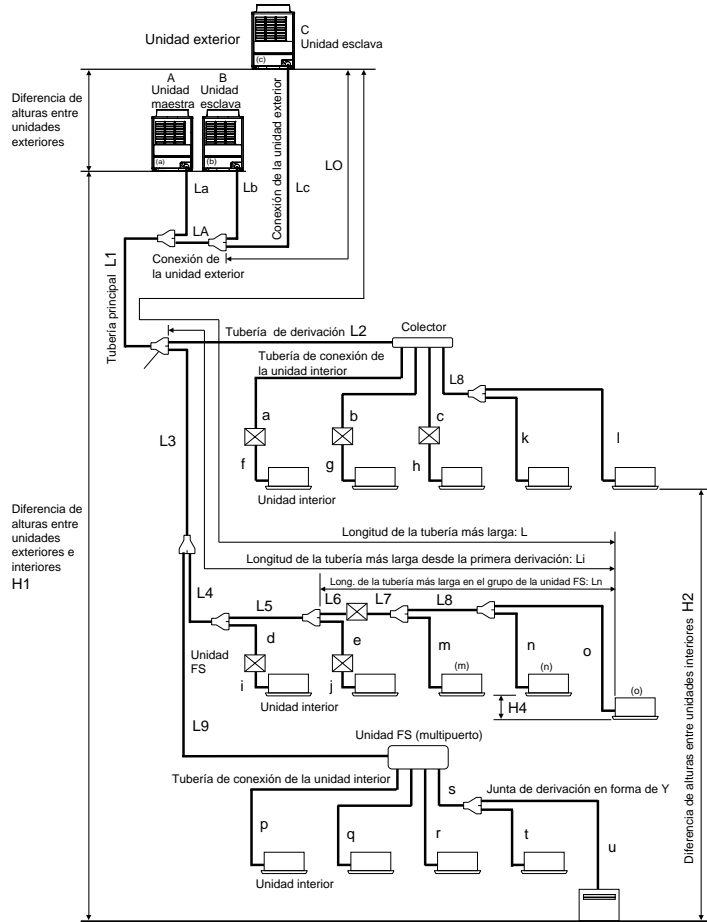 Unidad exterior
C
Unidad esclava
(c)
A
Unidad
maestra
B
Unidad
esclava
Diferencia de
alturas entre
unidades
exteriores
(a)
(b)
La
Lb
Lc
Conexión de la unidad exterior
LO
LA
Conexión de
la unidad exterior
Tubería principal L1
Tubería de derivación L2
Colector
Tubería de conexión de
la unidad interior
L8
a
b
c
k
l
L3
f
g
h
Unidad interior
Diferencia de
alturas entre
unidades
exteriores e
interiores
H1
Longitud de la tubería más larga: L
Longitud de la tubería más larga desde la primera derivación: Li
Long. de la tubería más larga en el grupo de la unidad FS: Ln
L4
L5
L6
L7
L8
d
e
m
n
o
Unidad
FS
(m)
(n)
(o)
i
j
Unidad interior
H4
L9
Diferencia de alturas entre unidades interiores H2
Unidad FS (multipuerto)
Tubería de conexión de la unidad interior
s
Junta de derivación en forma de Y
p
q
r
t
u
Unidad interior